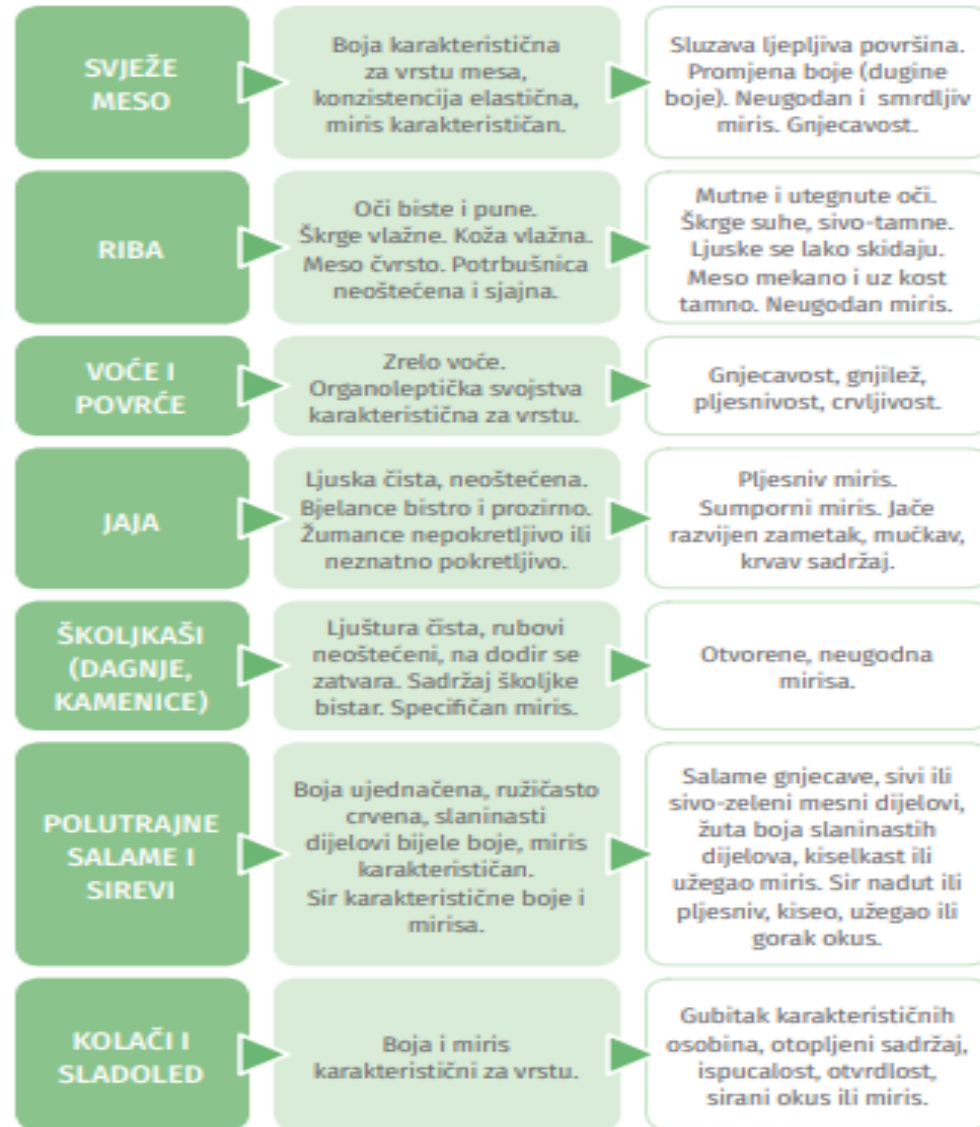 SVJEŽE
MESO
Boja karakteristična
za vrstu mesa,
konzistencija elastična,
miris karakterističan.
Sluzava ljepljiva površina.
Promjena boje (dugine
boje). Neugodan i smrdljiv
miris. Gnjecavost.
RIBA
Oči biste i pune.
Škrge vlažne. Koža vlažna.
Meso čvrsto. Potrbušnica
neoštećena i sjajna.
Mutne i utegnute oči.
Škrge suhe, sivo-tamne.
Ljuske se lako skidaju.
Meso mekano i uz kost
tamno. Neugodan miris.
VOĆE I
POVRĆE
Zrelo voće.
Organoleptička svojstva
karakteristična za vrstu.
Gnjecavost, gnjilež,
pljesnivost, crvljivost.
JAJA
Ljuska čista, neoštećena.
Bjelance bistro i prozirno.
Žumance nepokretljivo ili
neznatno pokretljivo.
Pljesniv miris.
Sumporni miris. Jače
razvijen zametak, mućkav,
krvav sadržaj.
ŠKOLJKAŠI
(DAGNJE,
KAMENICE)
Ljuštura čista, rubovi
neoštećeni, na dodir se
zatvara. Sadržaj školjke
bistar. Specifičan miris.
Otvorene, neugodna
mirisa.
POLUTRAJNE
SALAME I
SIREVI
Boja ujednačena, ružičasto
crvena, slaninasti
dijelovi bijele boje, miris
karakterističan.
Sir karakteristične boje i
mirisa.
Salame gnjecave, sivi ili
sivo-zeleni mesni dijelovi,
žuta boja slaninastih
dijelova, kiselkast ili
užegao miris. Sir nadut ili
pljesniv, kiseo, užegao ili
gorak okus.
KOLAČI I
SLADOLED
Boja i miris
karakteristični za vrstu.
Gubitak karakterističnih
osobina, otopljeni sadržaj,
ispucalost, otvrdlost,
sirani okus ili miris.